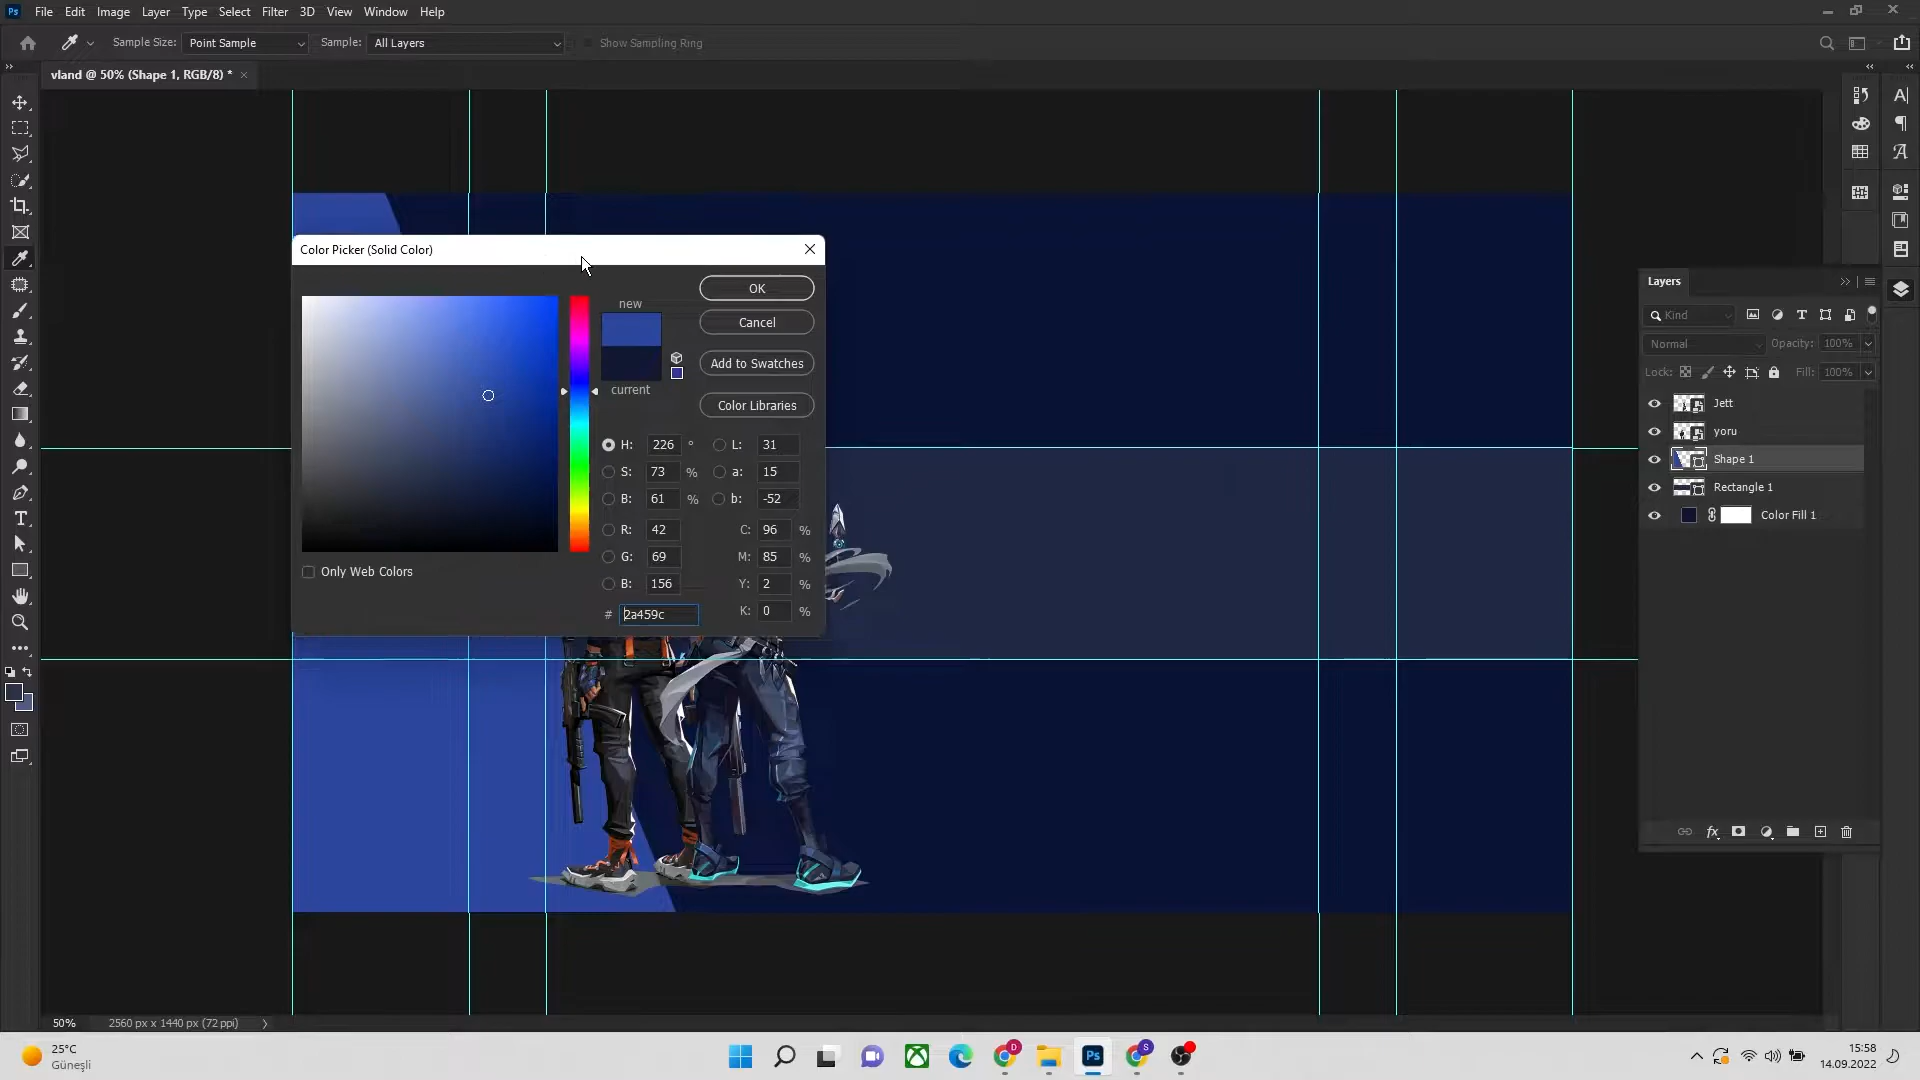 Ps File Edit Image Layer Type Select Filter 3D View Window Help
Sample Size: Point Sample Sample: All Layers Show Sampling Ring
vland @ 50% (Shape 1, RGB/8) * ×
Color Picker (Solid Color)
new
current
OK
Cancel
Add to Swatches
Color Libraries
H: 226 ° L: 31
S: 73 % a: 15
B: 61 % b: -52
R: 42 C: 96 %
G: 69 M: 85 %
B: 156 Y: 2 %
# 2a459c K: 0 %
Only Web Colors
Layers
Kind
Normal Opacity: 100%
Lock: Fill: 100%
Jett
yoru
Shape 1
Rectangle 1
Color Fill 1
fx
50% 2560 px x 1440 px (72 ppi)
25°C
Güneşli
D
Ps
S
15:58
14.09.2022